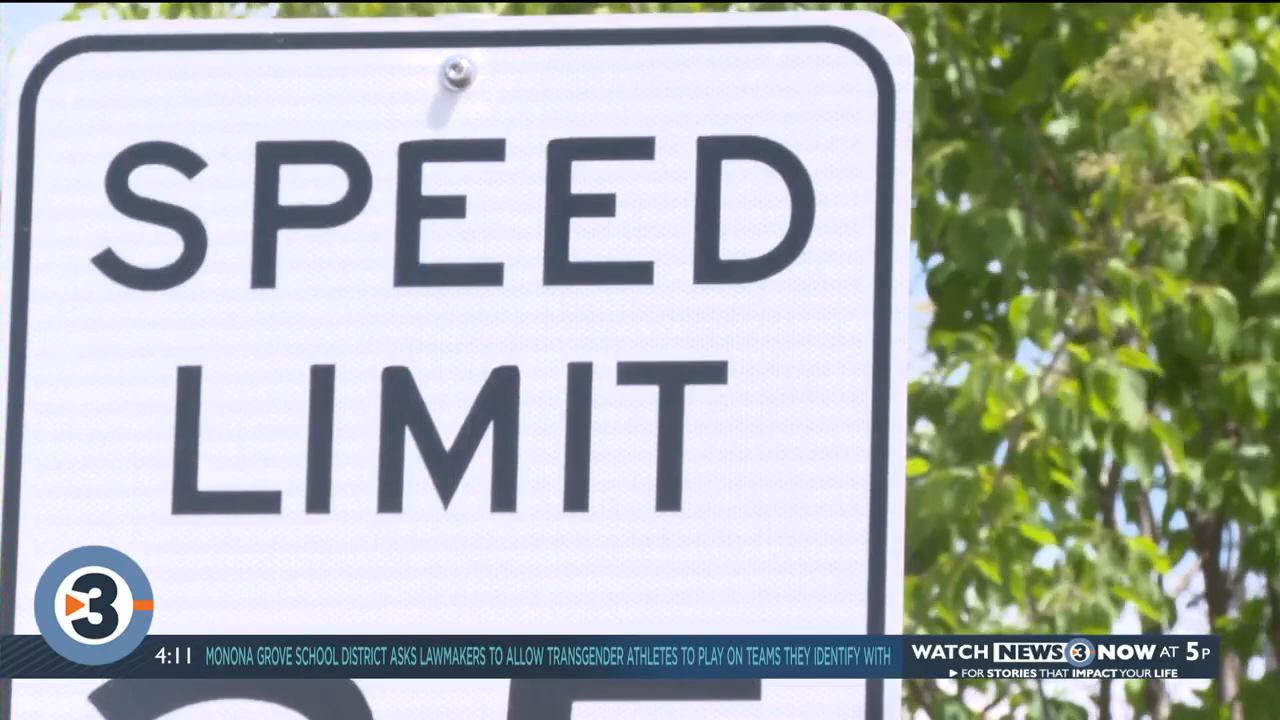 SPEED
LIMIT
3
4:11 MONONA GROVE SCHOOL DISTRICT ASKS LAWMAKERS TO ALLOW TRANSGENDER ATHLETES TO PLAY ON TEAMS THEY IDENTIFY WITH
WATCH NEWS 3 NOW AT 5P
FOR STORIES THAT IMPACT YOUR LIFE